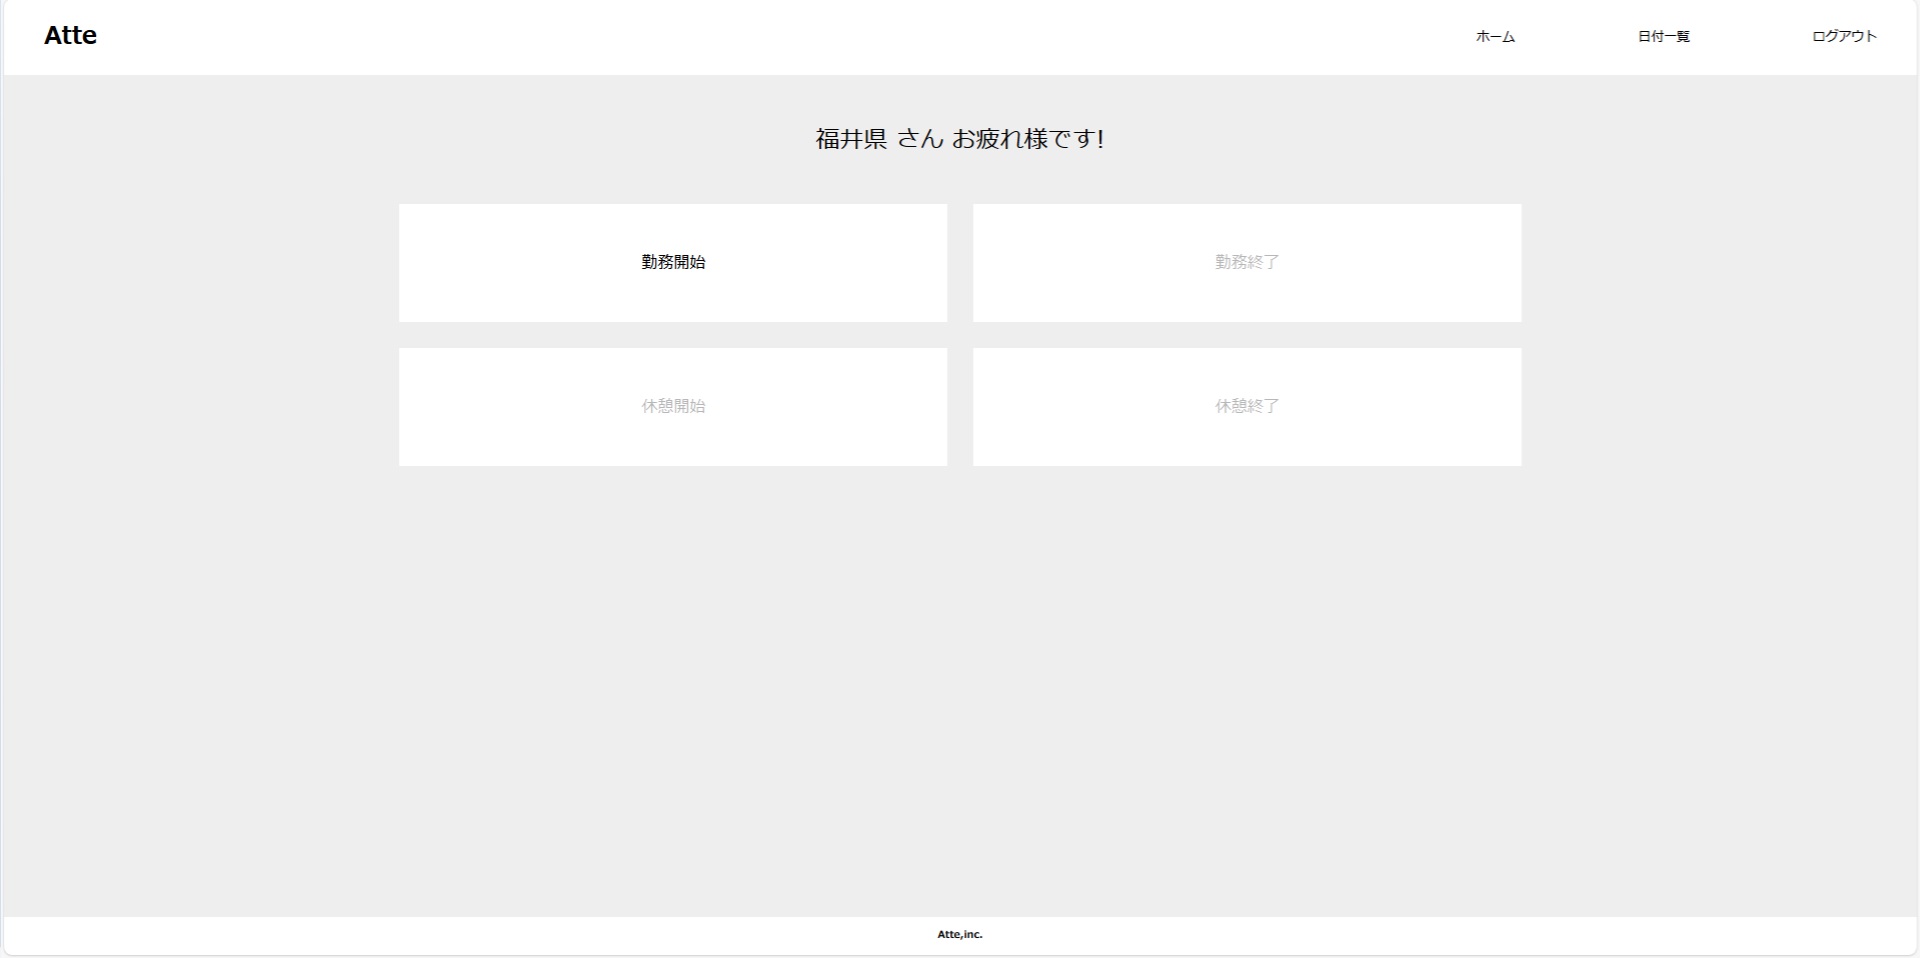 Atte
ホーム
日付一覧
ログアウト
福井県 さん お疲れ様です!
勤務開始
勤務終了
休憩開始
休憩終了
Atte,inc.